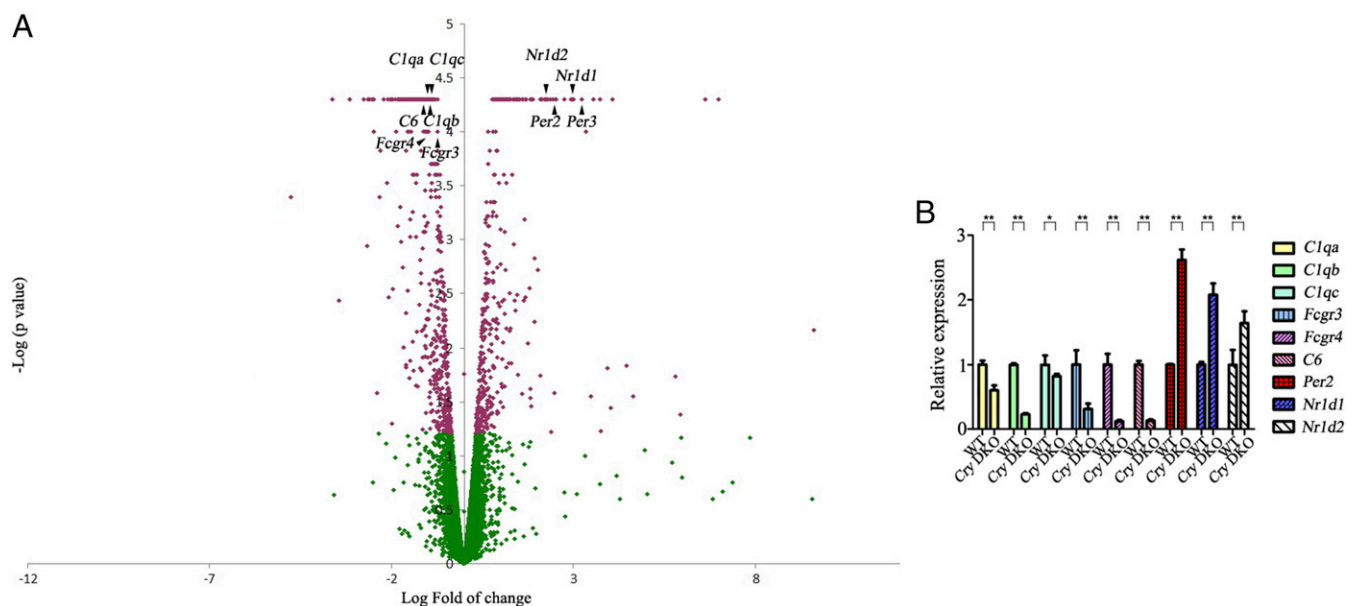 A
5
C1qa C1qc Nr1d2
4.5 Nr1d1
C6 C1qb Per2 Per3
4
Fcgr4 Fcgr3
3.5
3
2.5
2
1.5
1
0.5
0
-12 -7 3 8
-Log (p value)
Log Fold of change
B
** ** * ** ** ** ** ** **
3
2
1
0
Relative expression
WT Cry DKO WT Cry DKO WT Cry DKO WT Cry DKO WT Cry DKO WT Cry DKO WT Cry DKO WT Cry DKO WT Cry DKO
C1qa
C1qb
C1qc
Fcgr3
Fcgr4
C6
Per2
Nr1d1
Nr1d2